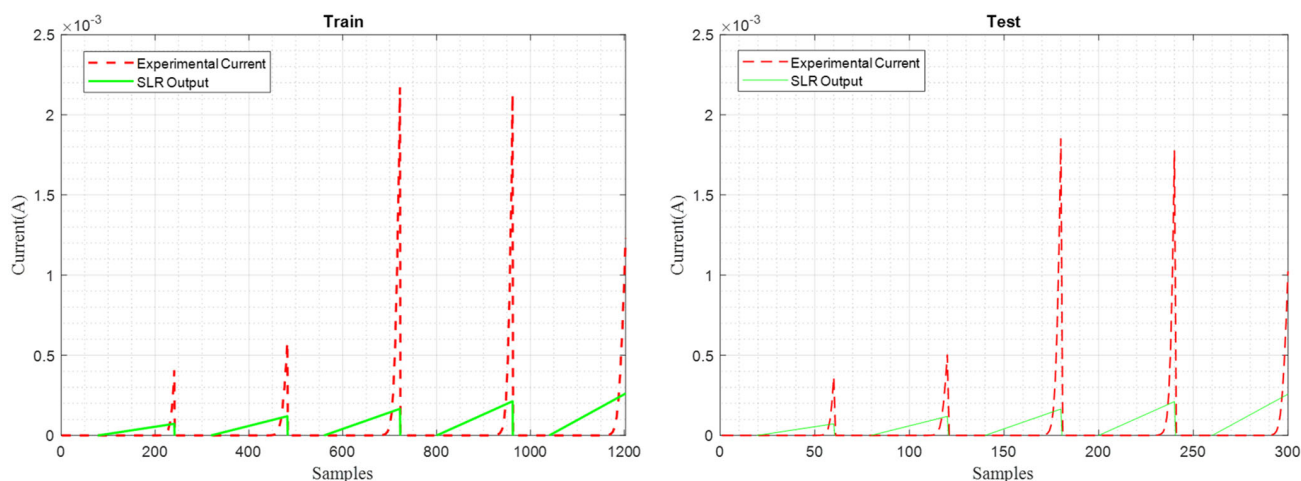 Train
×10⁻³
2.5
2
1.5
1
0.5
0
Current(A)
Experimental Current
SLR Output
0 200 400 600 800 1000 1200
Samples
Test
×10⁻³
2.5
2
1.5
1
0.5
0
Current(A)
Experimental Current
SLR Output
0 50 100 150 200 250 300
Samples